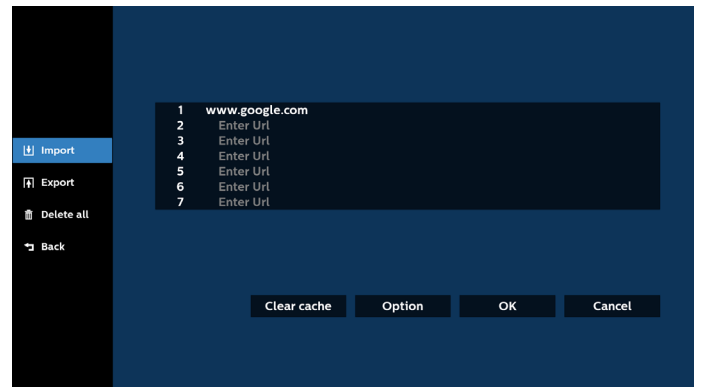 1 www.google.com
2 Enter Url
3 Enter Url
4 Enter Url
5 Enter Url
6 Enter Url
7 Enter Url
Import
Export
Delete all
Back
Clear cache Option OK Cancel